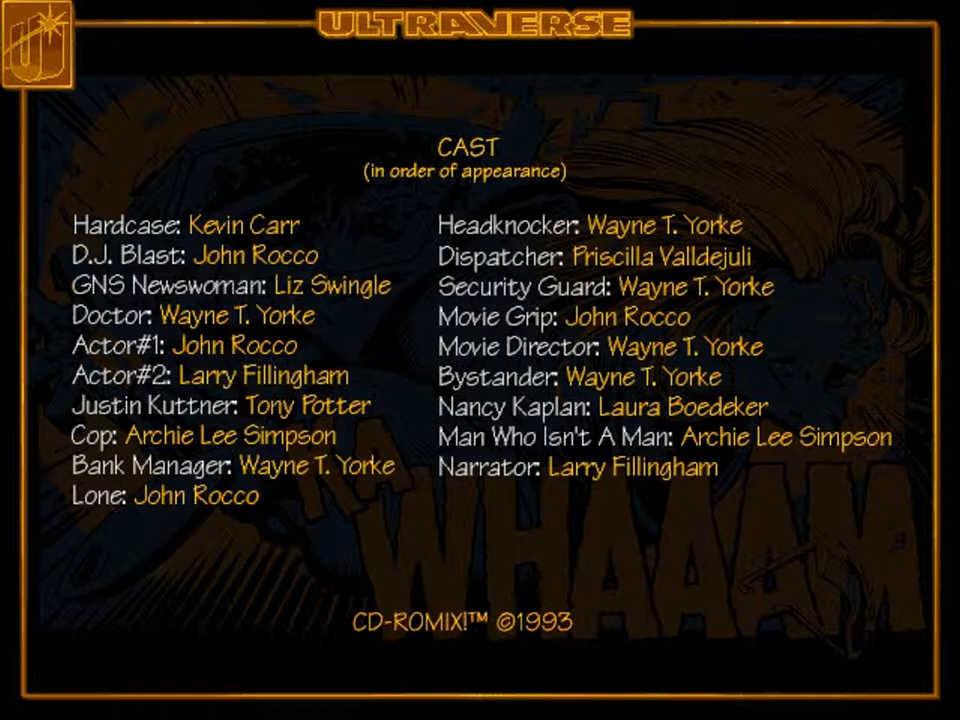 ULTRAVERSE
U
CAST
(in order of appearance)
Hardcase: Kevin Carr
D.J. Blast: John Rocco
GNS Newswoman: Liz Swingle
Doctor: Wayne T. Yorke
Actor#1: John Rocco
Actor#2: Larry Fillingham
Justin Kuttner: Tony Potter
Cop: Archie Lee Simpson
Bank Manager: Wayne T. Yorke
Lone: John Rocco
Headknocker: Wayne T. Yorke
Dispatcher: Priscilla Valldejuli
Security Guard: Wayne T. Yorke
Movie Grip: John Rocco
Movie Director: Wayne T. Yorke
Bystander: Wayne T. Yorke
Nancy Kaplan: Laura Boedeker
Man Who Isn't A Man: Archie Lee Simpson
Narrator: Larry Fillingham
KA
WHAAAM
CD-ROMIX!™ ©1993